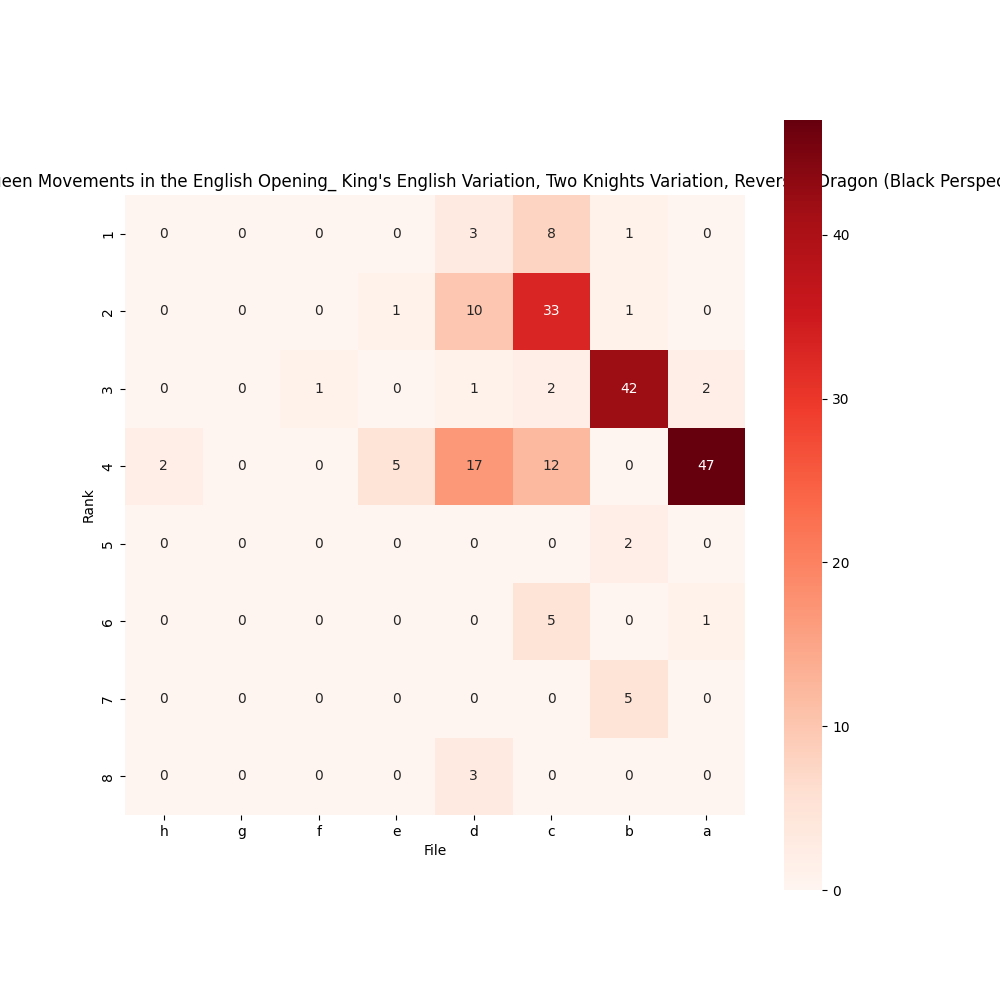 Movements in the English Opening_ King's English Variation, Two Knights Variation, Dragon (Black
1 0 0 0 0 3 8 1 0
2 0 0 0 1 10 33 1 0
3 0 0 1 0 1 2 42 2
4 2 0 0 5 17 12 0 47
5 0 0 0 0 0 0 2 0
6 0 0 0 0 0 5 0 1
7 0 0 0 0 0 0 5 0
8 0 0 0 0 3 0 0 0
h g f e d c b a
File
Rank
40
30
20
10
0